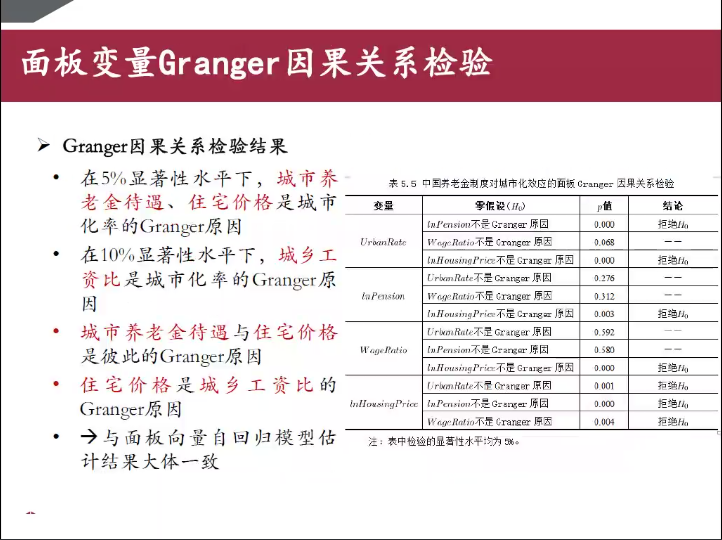 面板变量Granger因果关系检验
Granger因果关系检验结果
在5%显著性水平下，城市养
老金待遇、住宅价格是城市
化率的Granger原因
在10%显著性水平下，城乡工
资比是城市化率的Granger原
因
城市养老金待遇与住宅价格
是彼此的Granger原因
住宅价格是城乡工资比的
Granger原因
→与面板向量自回归模型估
计结果大体一致
表 5.5 中国养老金制度对城市化效应的面板 Granger 因果关系检验
变量 零假设(H₀) p值 结论
lnPension不是 Granger 原因 0.000 拒绝H₀
UrbanRate WageRatio不是 Granger 原因 0.068 --
lnHousingPrice不是 Granger 原因 0.000 拒绝H₀
UrbanRate不是 Granger 原因 0.276 --
lnPension WageRatio不是 Granger 原因 0.312 --
lnHousingPrice不是 Granger 原因 0.003 拒绝H₀
UrbanRate不是 Granger 原因 0.592 --
WageRatio lnPension不是 Granger 原因 0.580 --
lnHousingPrice不是 Granger 原因 0.000 拒绝H₀
UrbanRate不是 Granger 原因 0.001 拒绝H₀
lnHousingPrice lnPension不是 Granger 原因 0.000 拒绝H₀
WageRatio不是 Granger 原因 0.004 拒绝H₀
注：表中检验的显著性水平均为 5%。